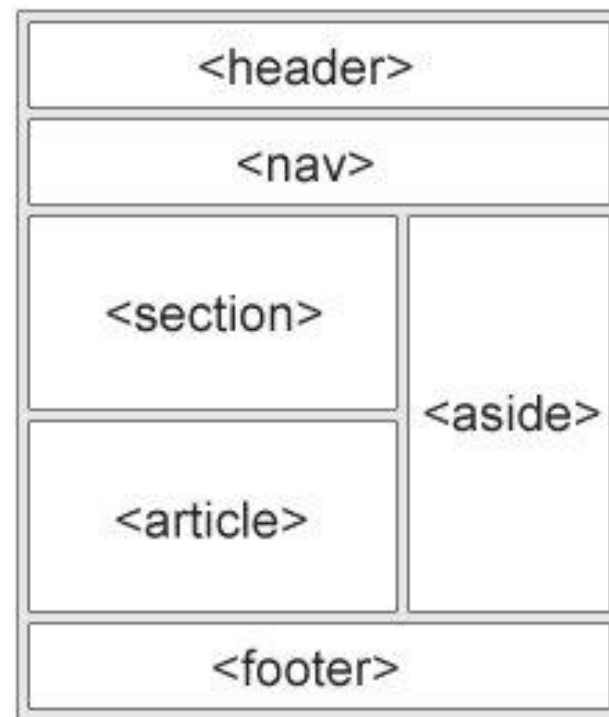 <header>
<nav>
<section>
<aside>
<article>
<footer>